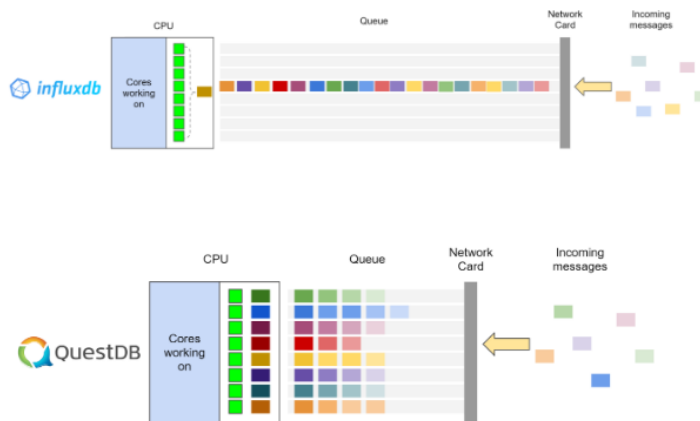 CPU
Queue
Network
Card
Incoming
messages
influxdb
Cores
working
on
CPU
Queue
Network
Card
Incoming
messages
QuestDB
Cores
working
on